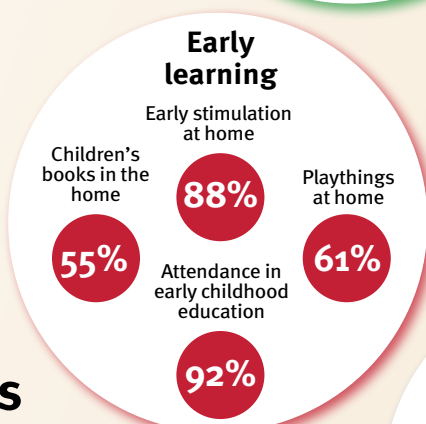 Early
learning
Early stimulation
at home
88%
Children's
books in the
home
55%
Playthings
at home
61%
Attendance in
early childhood
education
92%
s